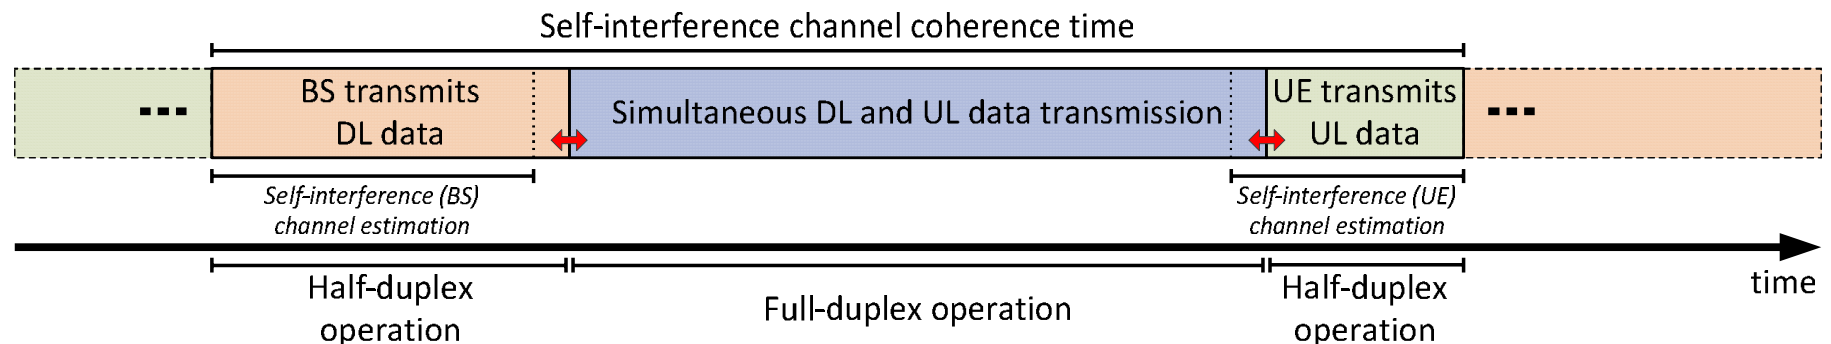 Self-interference channel coherence time
BS transmits
DL data
Simultaneous DL and UL data transmission
UE transmits
UL data
Self-interference (BS)
channel estimation
Self-interference (UE)
channel estimation
time
Half-duplex
operation
Full-duplex operation
Half-duplex
operation